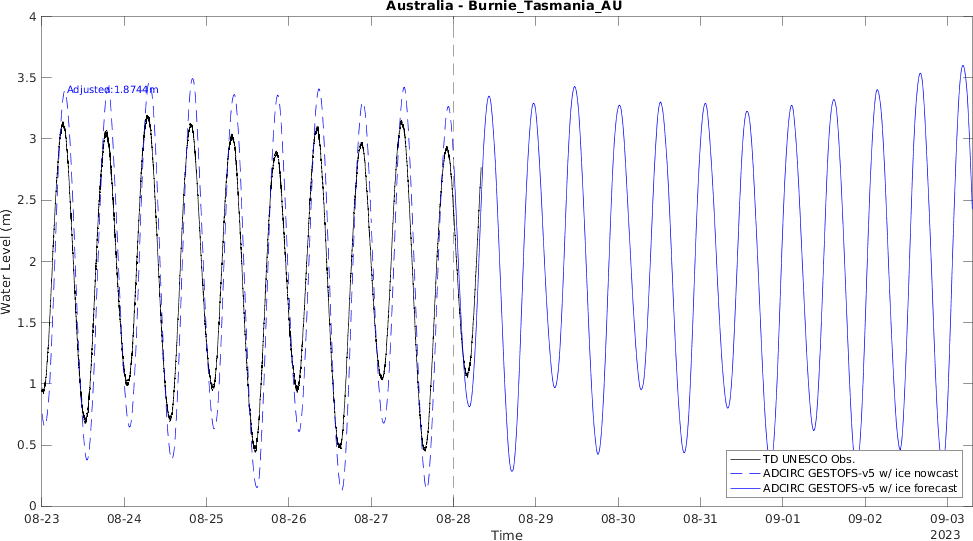 Australia - Burnie_Tasmania_AU
4
3.5
3
2.5
2
1.5
1
0.5
0
Water Level (m)
Adjusted:1.8744m
TD UNESCO Obs.
ADCIRC GESTOFS-v5 w/ ice nowcast
ADCIRC GESTOFS-v5 w/ ice forecast
08-23 08-24 08-25 08-26 08-27 08-28 08-29 08-30 08-31 09-01 09-02 09-03
2023
Time